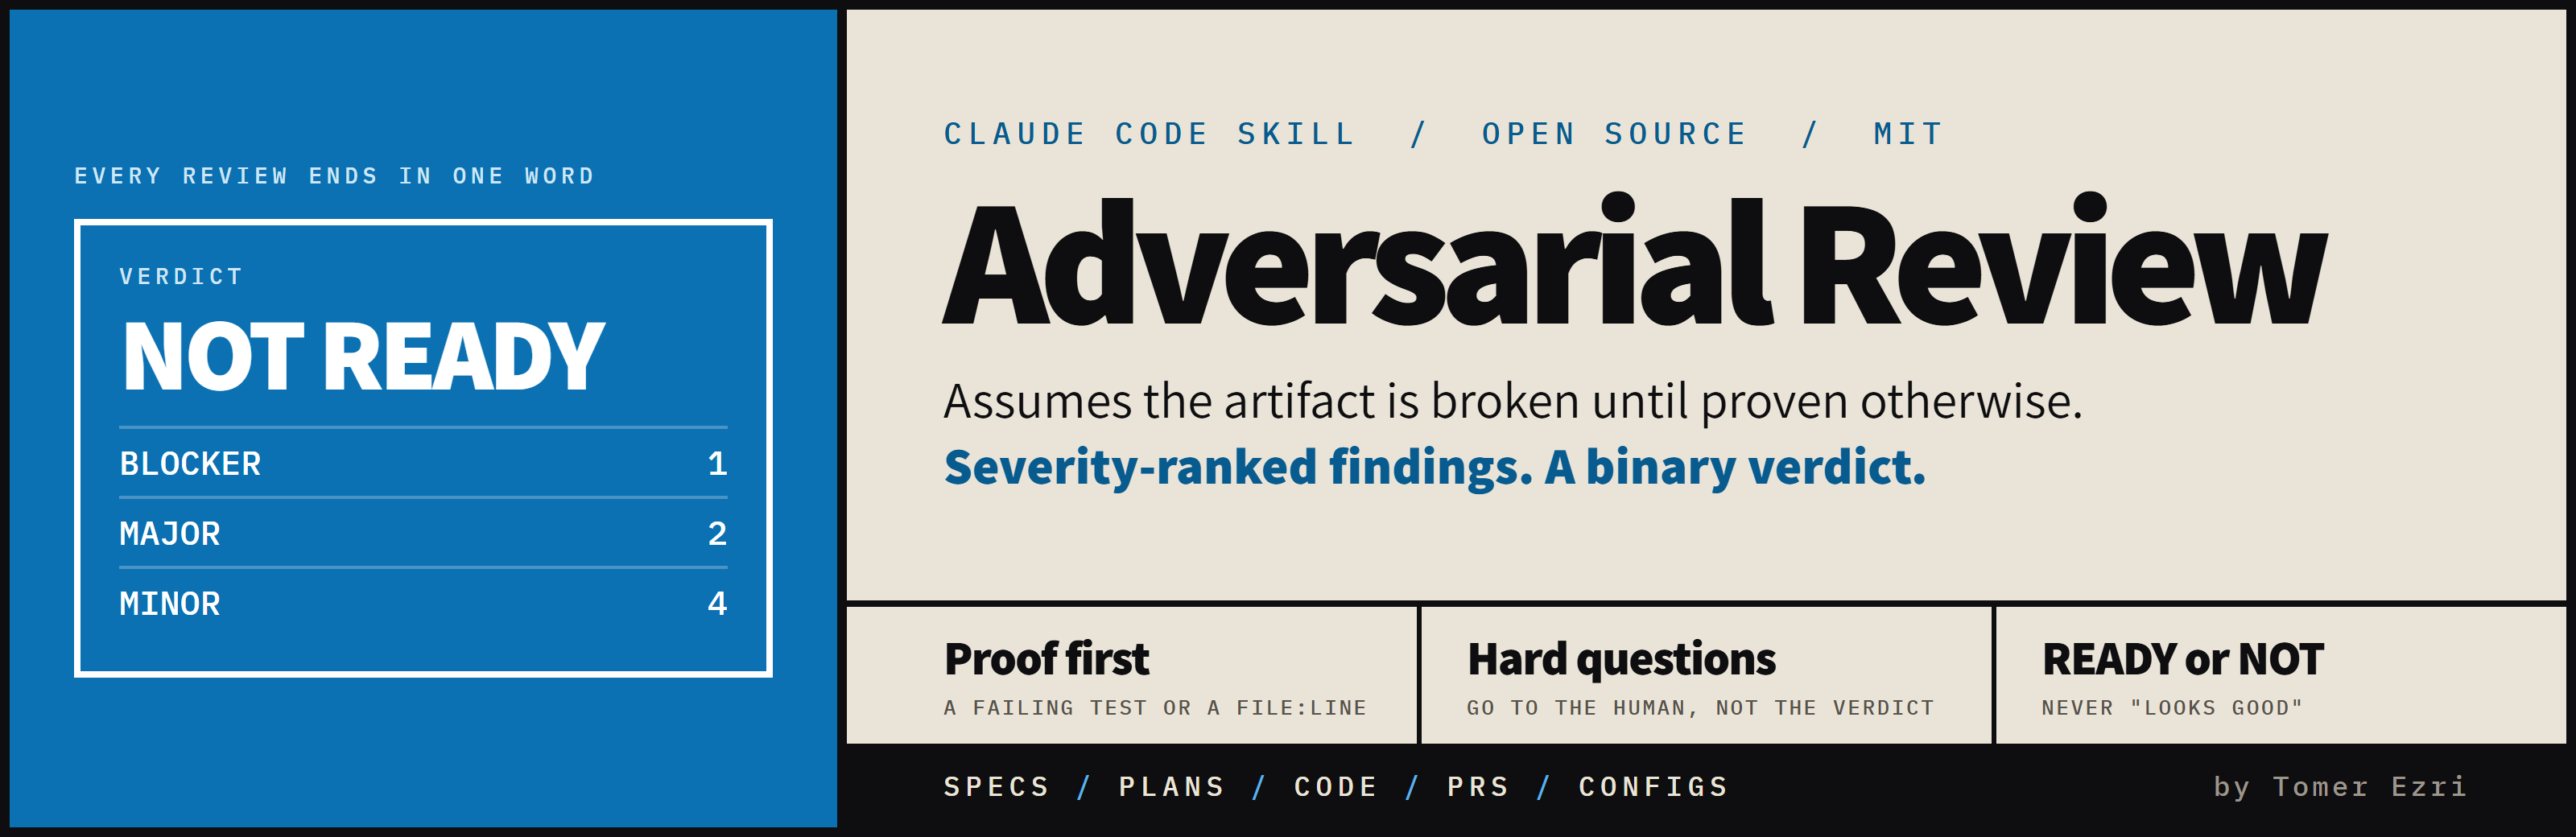 EVERY REVIEW ENDS IN ONE WORD
VERDICT
NOT READY
BLOCKER 1
MAJOR 2
MINOR 4
CLAUDE CODE SKILL / OPEN SOURCE / MIT
Adversarial Review
Assumes the artifact is broken until proven otherwise.
Severity-ranked findings. A binary verdict.
Proof first
A FAILING TEST OR A FILE:LINE
Hard questions
GO TO THE HUMAN, NOT THE VERDICT
READY or NOT
NEVER "LOOKS GOOD"
SPECS / PLANS / CODE / PRS / CONFIGS
by Tomer Ezri